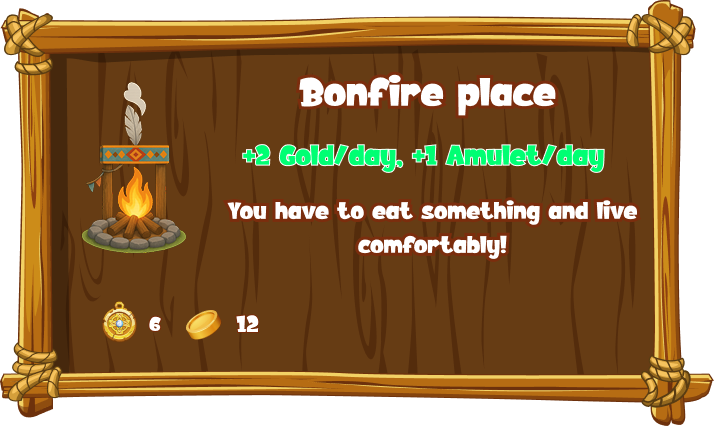 Bonfire place
+2 Gold/day, +1 Amulet/day
You have to eat something and live
comfortably!
6 12